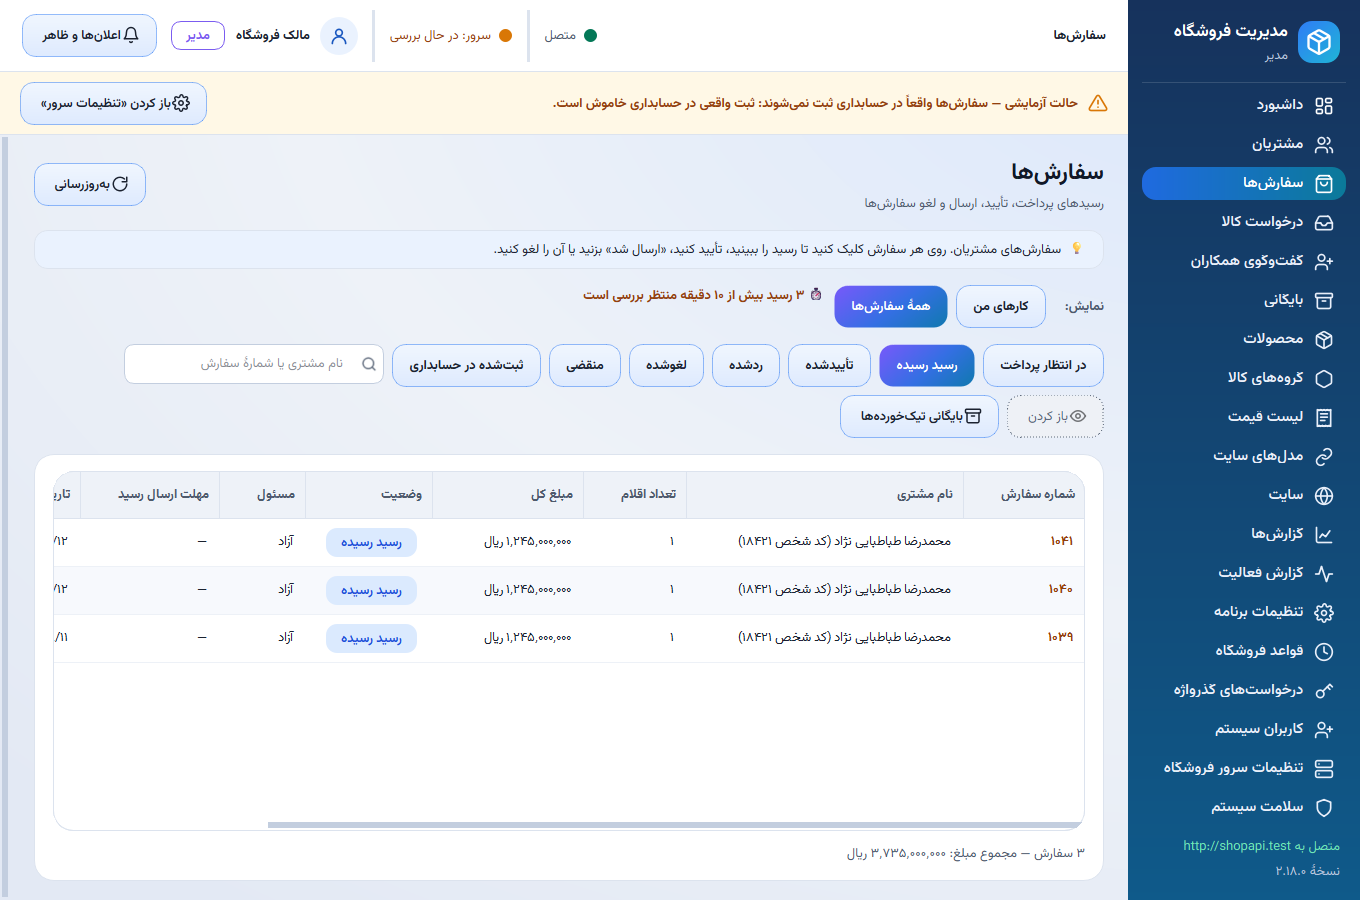 مدیریت فروشگاه
مدیر
داشبورد
مشتریان
سفارش‌ها
درخواست کالا
گفت‌وگوی همکاران
بایگانی
محصولات
گروه‌های کالا
لیست قیمت
مدل‌های سایت
سایت
گزارش‌ها
گزارش فعالیت
تنظیمات برنامه
قواعد فروشگاه
درخواست‌های گذرواژه
کاربران سیستم
تنظیمات سرور فروشگاه
سلامت سیستم
متصل به http://shopapi.test
نسخهٔ ۲.۱۸.۰
سفارش‌ها
متصل
سرور: در حال بررسی
مالک فروشگاه
مدیر
اعلان‌ها و ظاهر
حالت آزمایشی — سفارش‌ها واقعاً در حسابداری ثبت نمی‌شوند: ثبت واقعی در حسابداری خاموش است.
باز کردن «تنظیمات سرور»
سفارش‌ها
رسیدهای پرداخت، تأیید، ارسال و لغو سفارش‌ها
به‌روزرسانی
سفارش‌های مشتریان. روی هر سفارش کلیک کنید تا رسید را ببینید، تأیید کنید، «ارسال شد» بزنید یا آن را لغو کنید.
نمایش: کارهای من همهٔ سفارش‌ها ۳ رسید بیش از ۱۰ دقیقه منتظر بررسی است
در انتظار پرداخت رسید رسیده تأییدشده ردشده لغوشده منقضی ثبت‌شده در حسابداری نام مشتری یا شمارهٔ سفارش
باز کردن بایگانی تیک‌خورده‌ها
شماره سفارش نام مشتری تعداد اقلام مبلغ کل وضعیت مسئول مهلت ارسال رسید
۱۰۴۱ محمدرضا طباطبایی نژاد (کد شخص ۱۸۴۲۱) ۱ ۱,۲۴۵,۰۰۰,۰۰۰ ریال رسید رسیده آزاد — /۱۲
۱۰۴۰ محمدرضا طباطبایی نژاد (کد شخص ۱۸۴۲۱) ۱ ۱,۲۴۵,۰۰۰,۰۰۰ ریال رسید رسیده آزاد — /۱۲
۱۰۳۹ محمدرضا طباطبایی نژاد (کد شخص ۱۸۴۲۱) ۱ ۱,۲۴۵,۰۰۰,۰۰۰ ریال رسید رسیده آزاد — /۱۱
۳ سفارش — مجموع مبلغ: ۳,۷۳۵,۰۰۰,۰۰۰ ریال